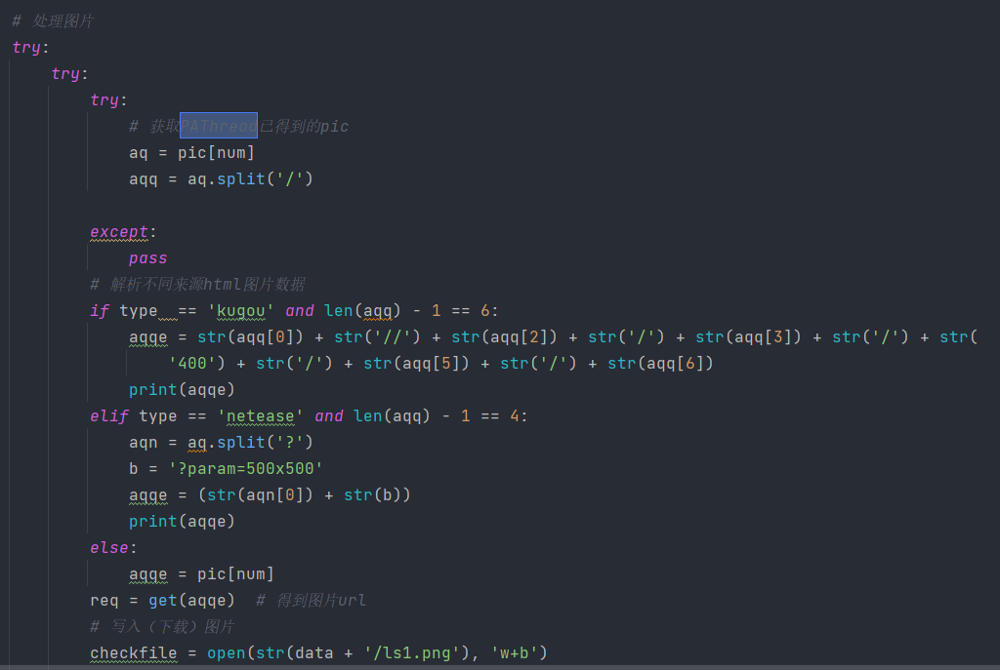 # 处理图片
try:
    try:
        try:
            # 获取PAThread已得到的pic
            aq = pic[num]
            aqq = aq.split('/')

        except:
            pass
        # 解析不同来源html图片数据
        if type  == 'kugou' and len(aqq) - 1 == 6:
            aqqe = str(aqq[0]) + str('//') + str(aqq[2]) + str('/') + str(aqq[3]) + str('/') + str(
                '400') + str('/') + str(aqq[5]) + str('/') + str(aqq[6])
            print(aqqe)
        elif type == 'netease' and len(aqq) - 1 == 4:
            aqn = aq.split('?')
            b = '?param=500x500'
            aqqe = (str(aqn[0]) + str(b))
            print(aqqe)
        else:
            aqqe = pic[num]
        req = get(aqqe)  # 得到图片url
        # 写入（下载）图片
        checkfile = open(str(data + '/ls1.png'), 'w+b')